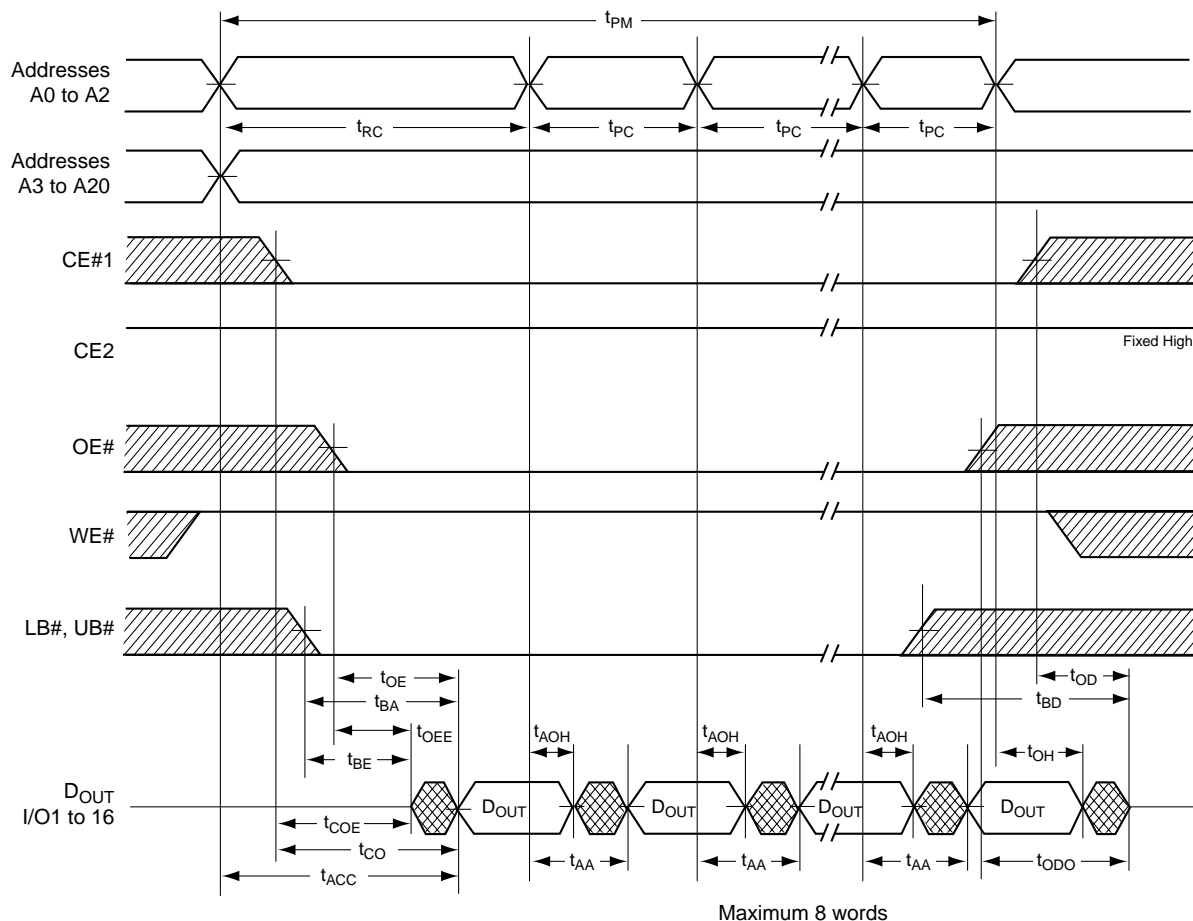 tPM
Addresses
A0 to A2
tRC
tPC
tPC
tPC
Addresses
A3 to A20
CE#1
CE2
Fixed High
OE#
WE#
LB#, UB#
tOE
tOD
tBA
tBD
tOEE
tAOH
tAOH
tAOH
tBE
tOH
DOUT
I/O1 to 16
DOUT
DOUT
DOUT
DOUT
tCOE
tCO
tAA
tAA
tAA
tODO
tACC
Maximum 8 words